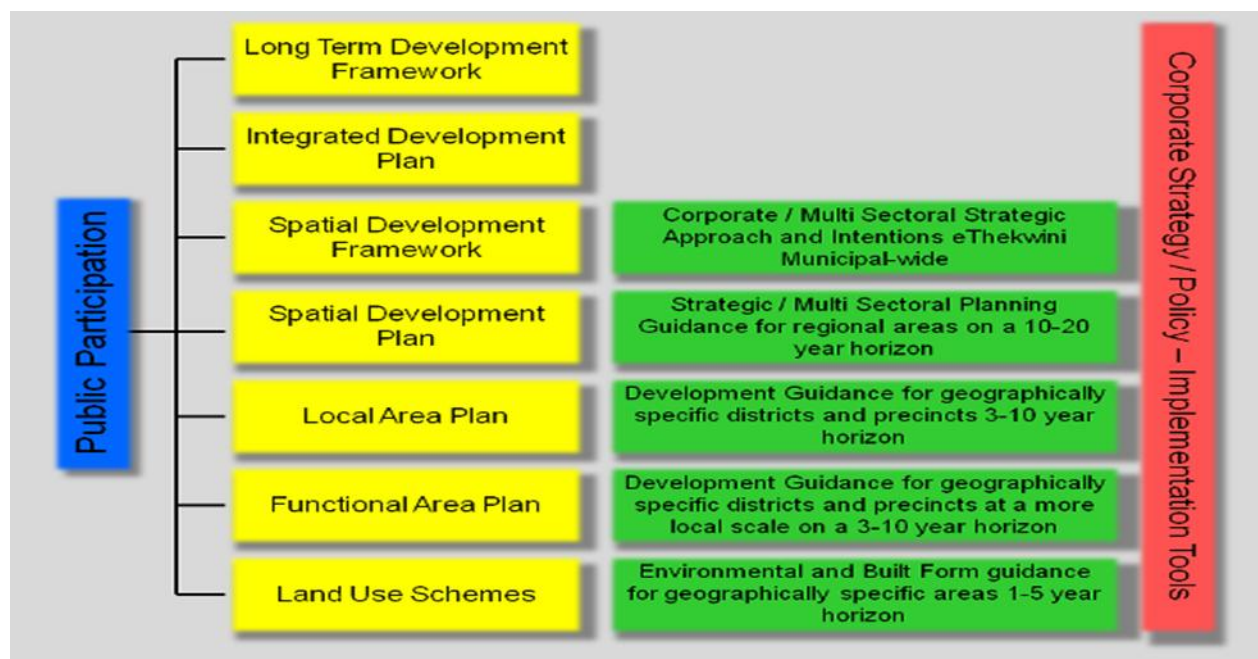 Public Participation
Long Term Development
Framework
Integrated Development
Plan
Spatial Development
Framework
Corporate / Multi Sectoral Strategic
Approach and Intentions eThekwini
Municipal-wide
Spatial Development
Plan
Strategic / Multi Sectoral Planning
Guidance for regional areas on a 10-20
year horizon
Local Area Plan
Development Guidance for geographically
specific districts and precincts 3-10 year
horizon
Functional Area Plan
Development Guidance for geographically
specific districts and precincts at a more
local scale on a 3-10 year horizon
Land Use Schemes
Environmental and Built Form guidance
for geographically specific areas 1-5 year
horizon
Corporate Strategy / Policy – Implementation Tools